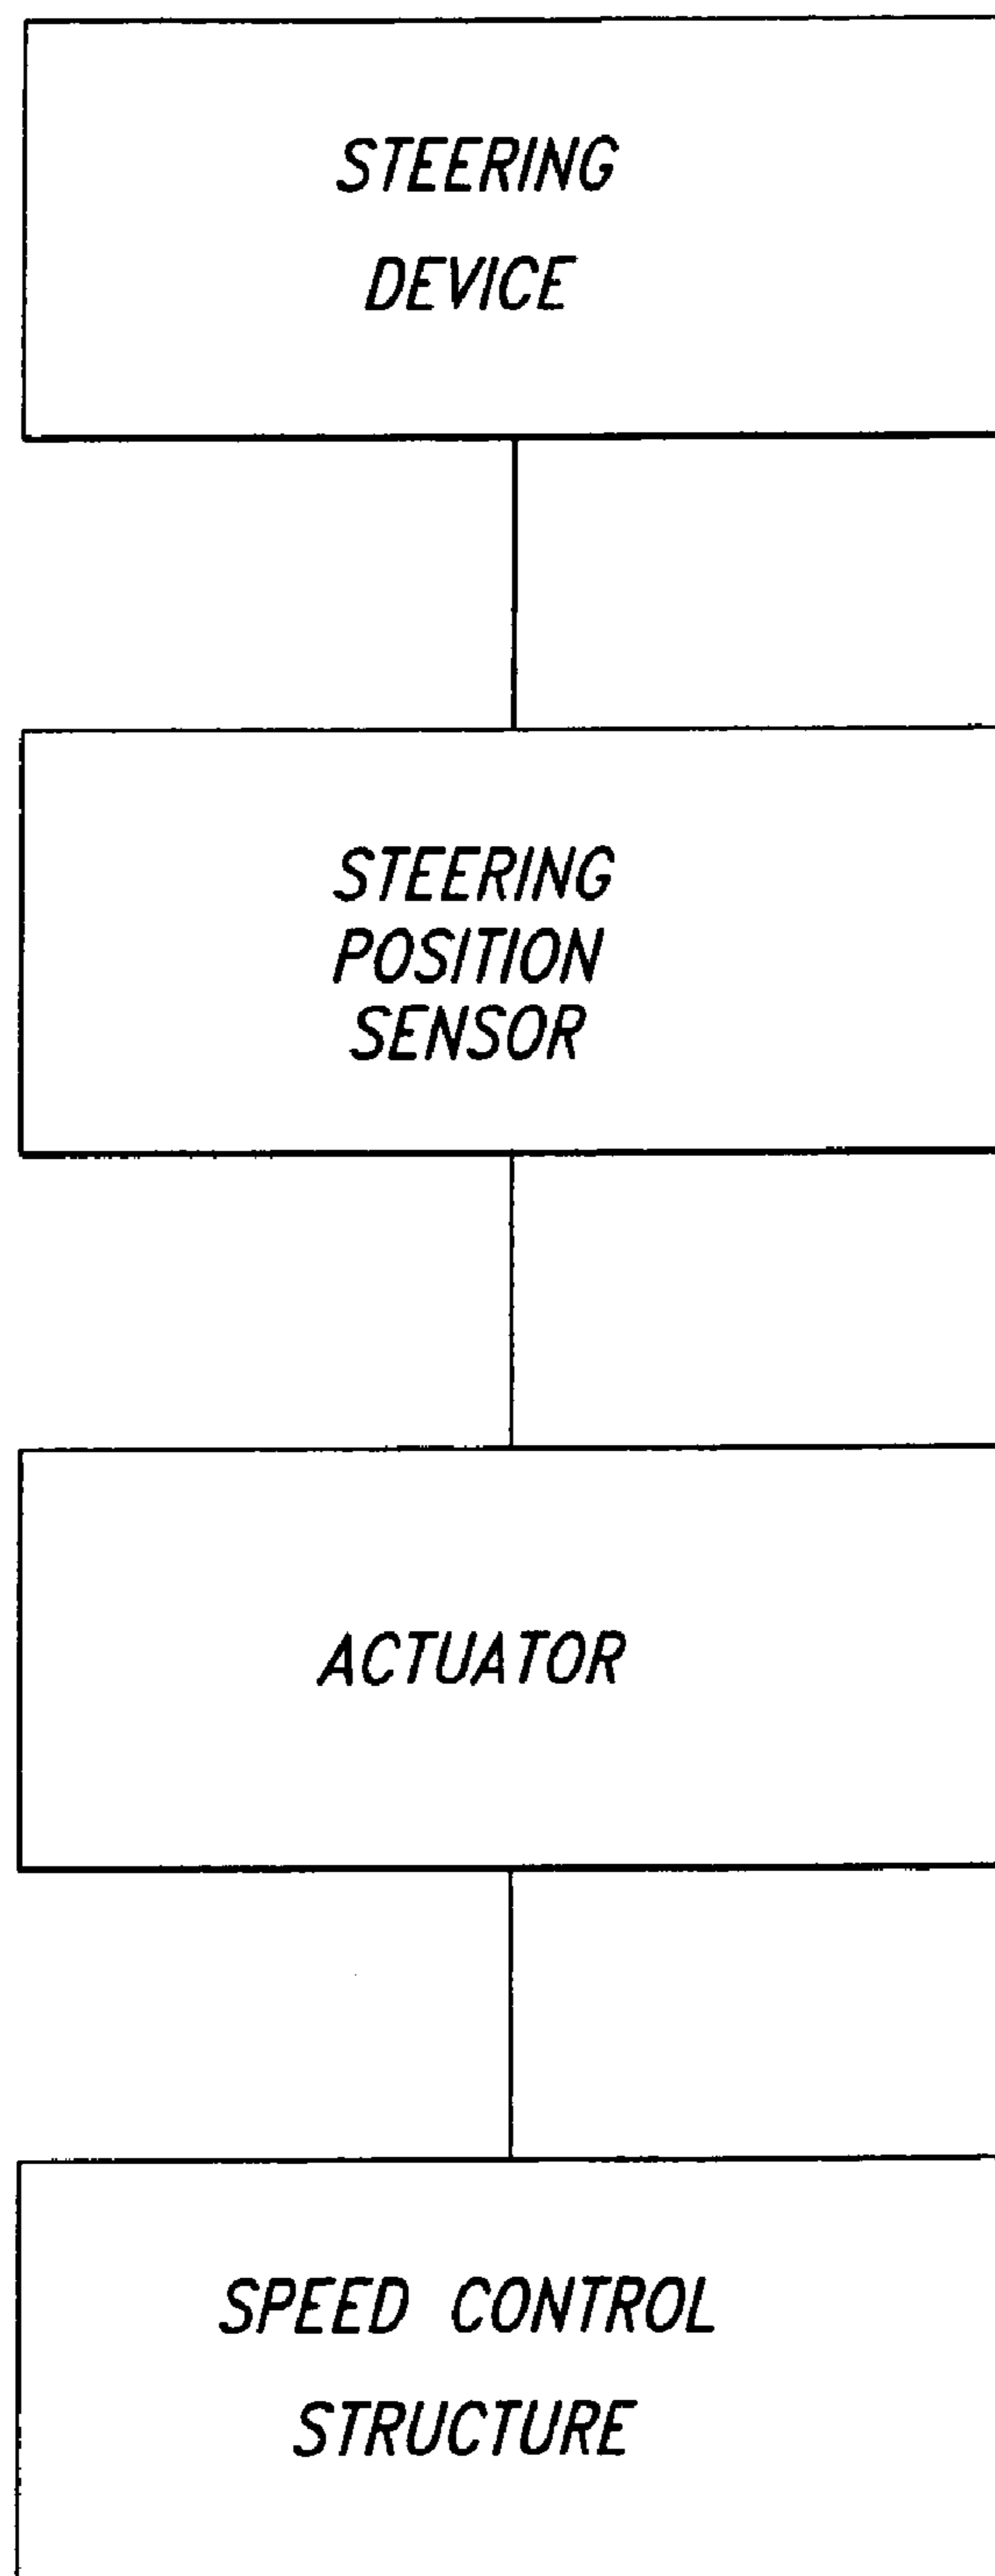 STEERING
DEVICE
STEERING
POSITION
SENSOR
ACTUATOR
SPEED CONTROL
STRUCTURE